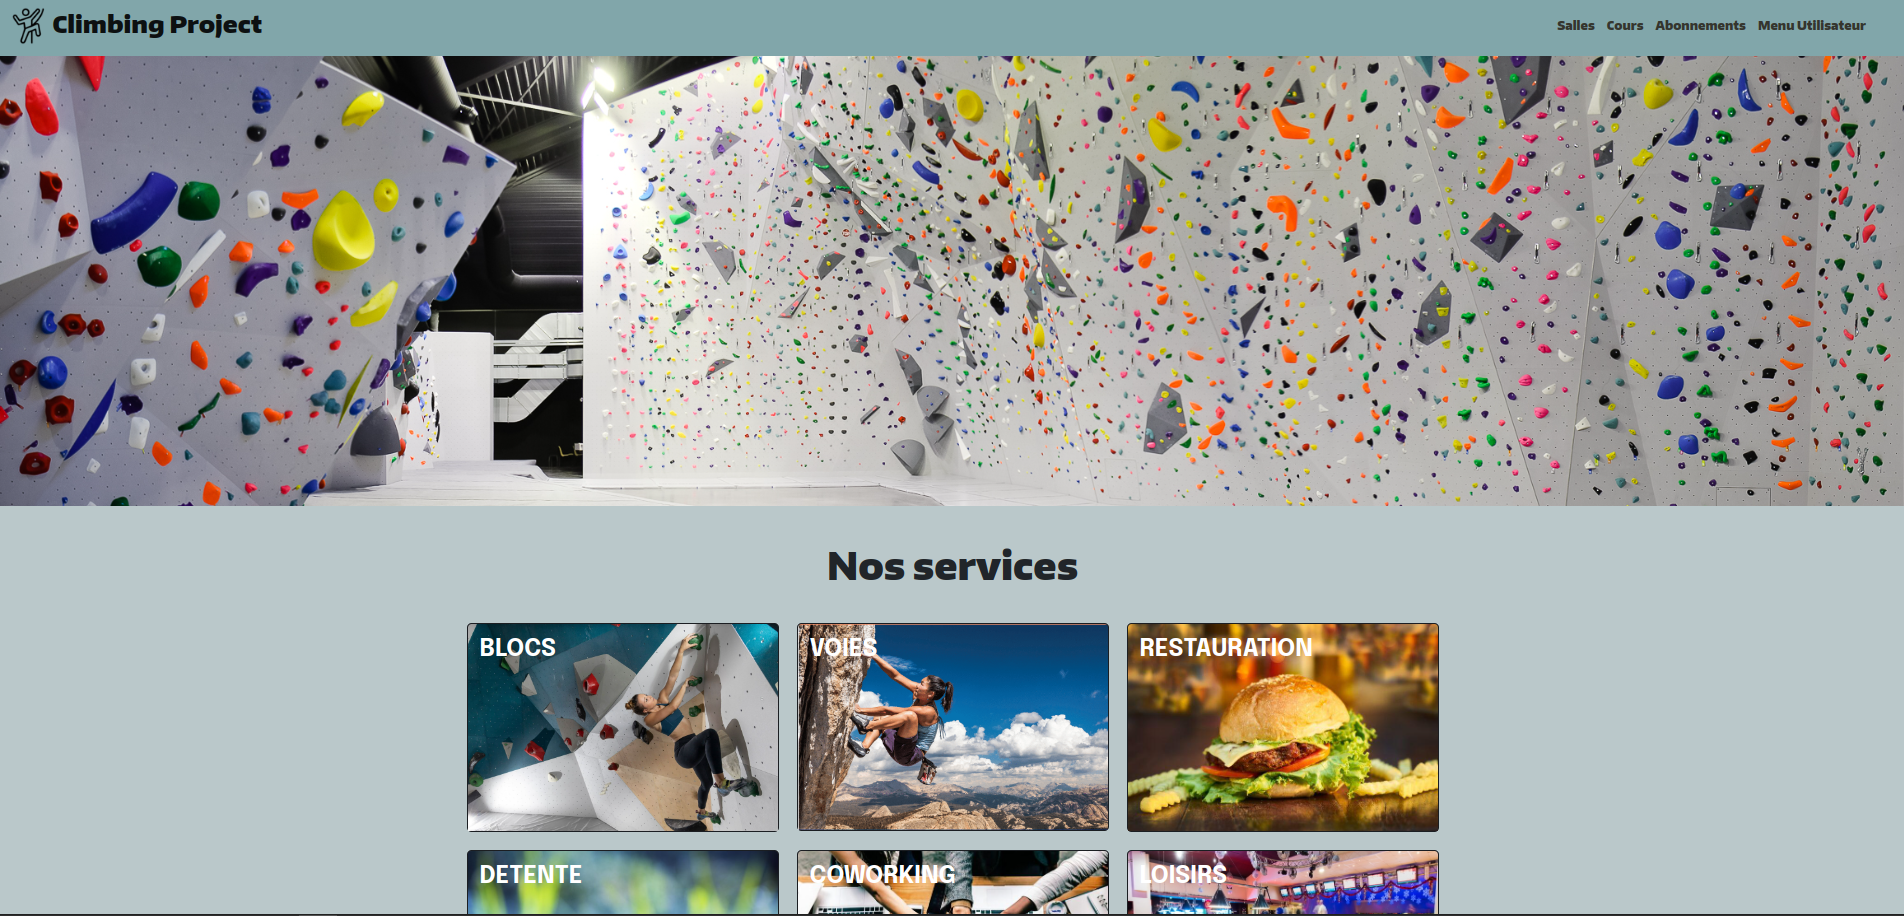 Climbing Project
Salles Cours Abonnements Menu Utilisateur
Nos services
BLOCS
VOIES
RESTAURATION
DETENTE
COWORKING
LOISIRS